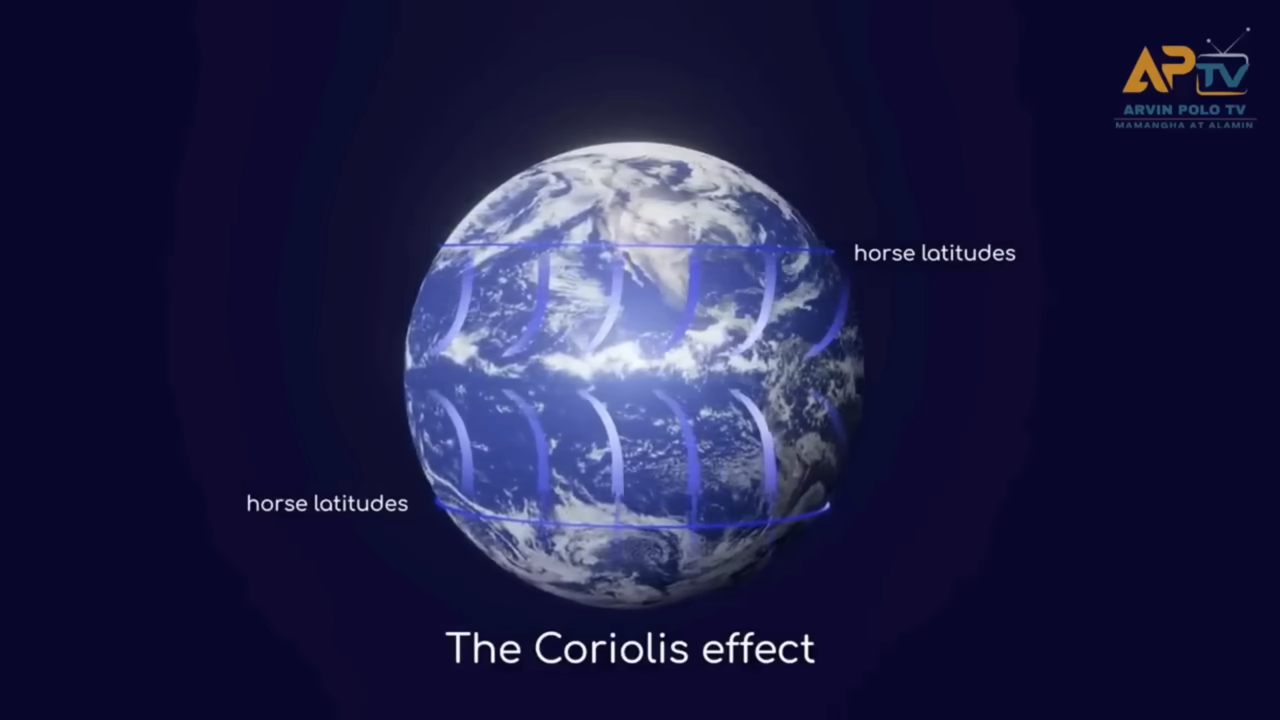 APTV
ARVIN POLO TV
MAMANGHA AT ALAMIN
horse latitudes
horse latitudes
The Coriolis effect